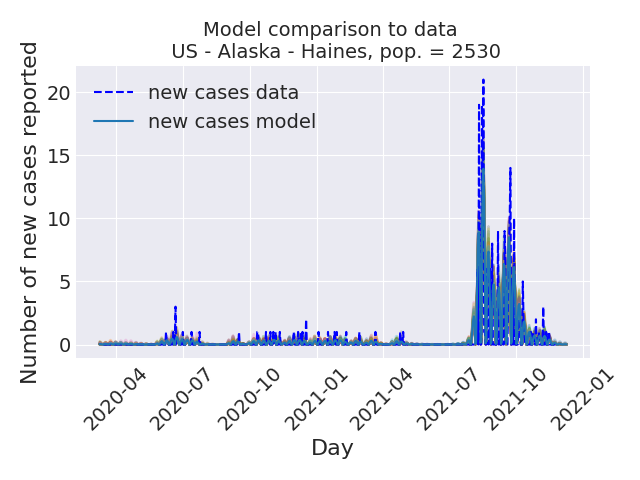 Model comparison to data
US - Alaska - Haines, pop. = 2530
Number of new cases reported
20
15
10
5
0
new cases data
new cases model
2020-04
2020-07
2020-10
2021-01
2021-04
2021-07
2021-10
2022-01
Day